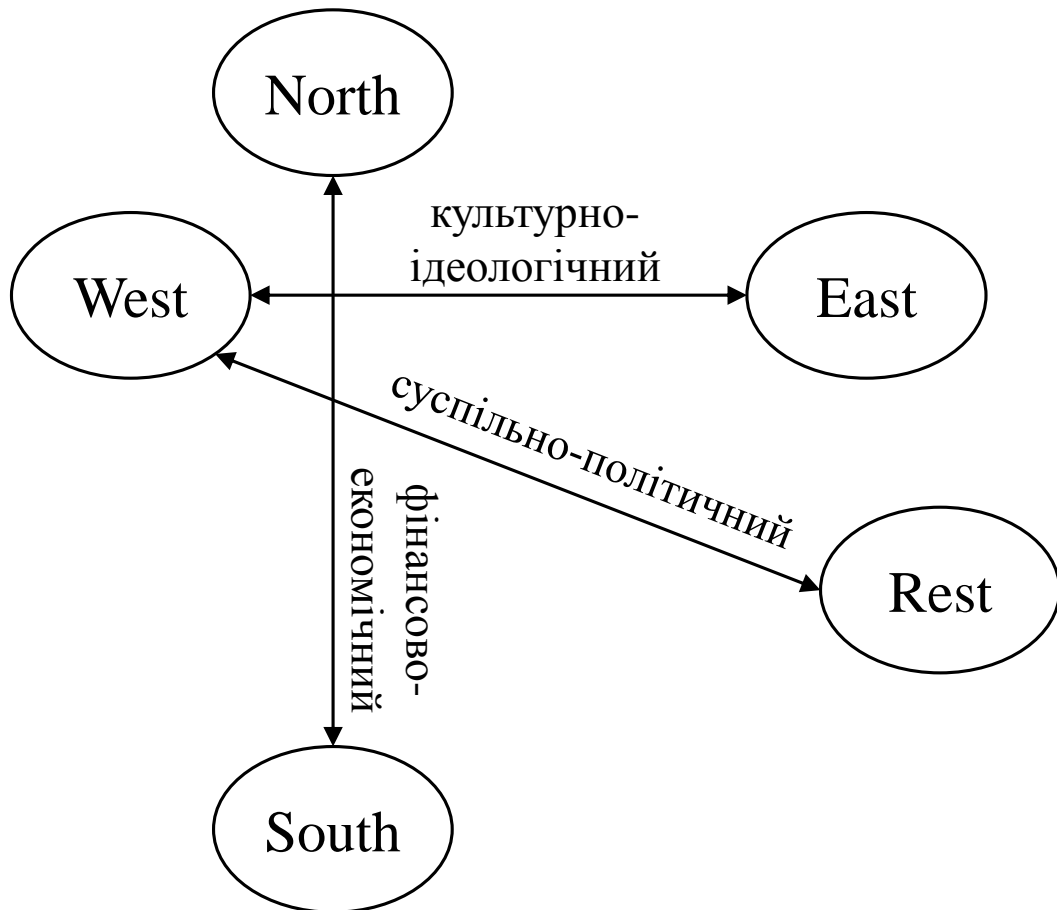 North
культурно-
ідеологічний
West
East
суспільно-політичний
фінансово-
економічний
Rest
South